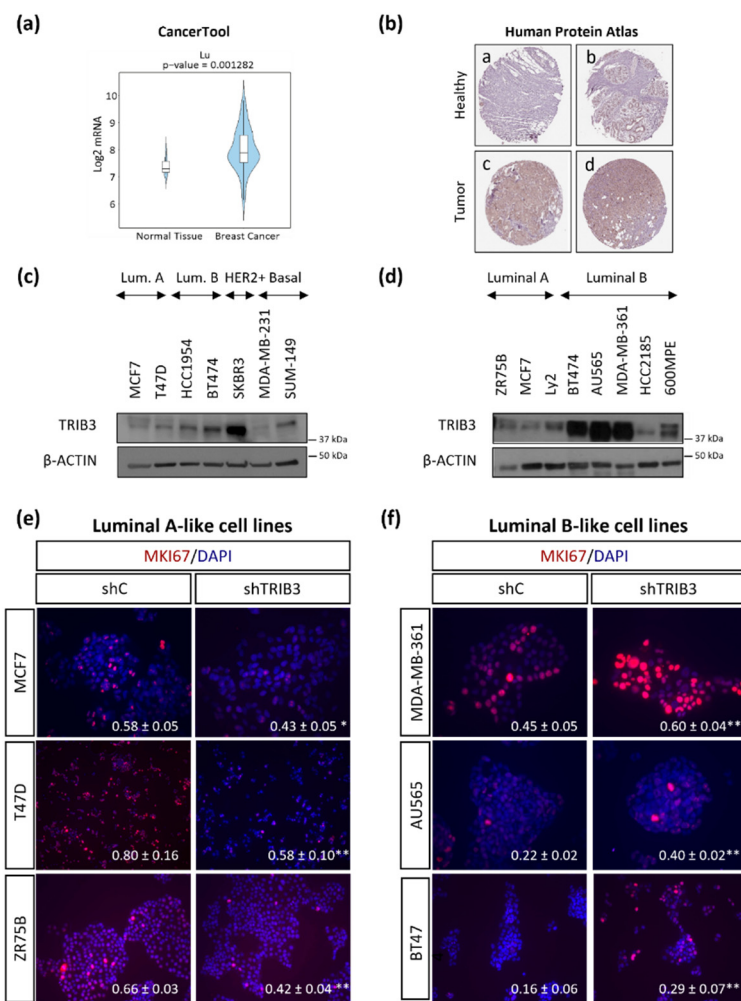 (a)
CancerTool
Lu
p-value = 0.001282
Log2 mRNA
10
9
8
7
6
Normal Tissue
Breast Cancer
(b)
Human Protein Atlas
Healthy
a
b
Tumor
c
d
(c)
Lum. A
Lum. B
HER2+
Basal
MCF7
T47D
HCC1954
BT474
SKBR3
MDA-MB-231
SUM-149
TRIB3
37 kDa
50 kDa
β-ACTIN
(d)
Luminal A
Luminal B
ZR75B
MCF7
Ly2
BT474
AU565
MDA-MB-361
HCC2185
600MPE
TRIB3
37 kDa
50 kDa
β-ACTIN
(e)
Luminal A-like cell lines
MKI67/DAPI
shC
shTRIB3
MCF7
0.58 ± 0.05
0.43 ± 0.05 *
T47D
0.80 ± 0.16
0.58 ± 0.10**
ZR75B
0.66 ± 0.03
0.42 ± 0.04 **
(f)
Luminal B-like cell lines
MKI67/DAPI
shC
shTRIB3
MDA-MB-361
0.45 ± 0.05
0.60 ± 0.04**
AU565
0.22 ± 0.02
0.40 ± 0.02**
BT47
0.16 ± 0.06
0.29 ± 0.07**